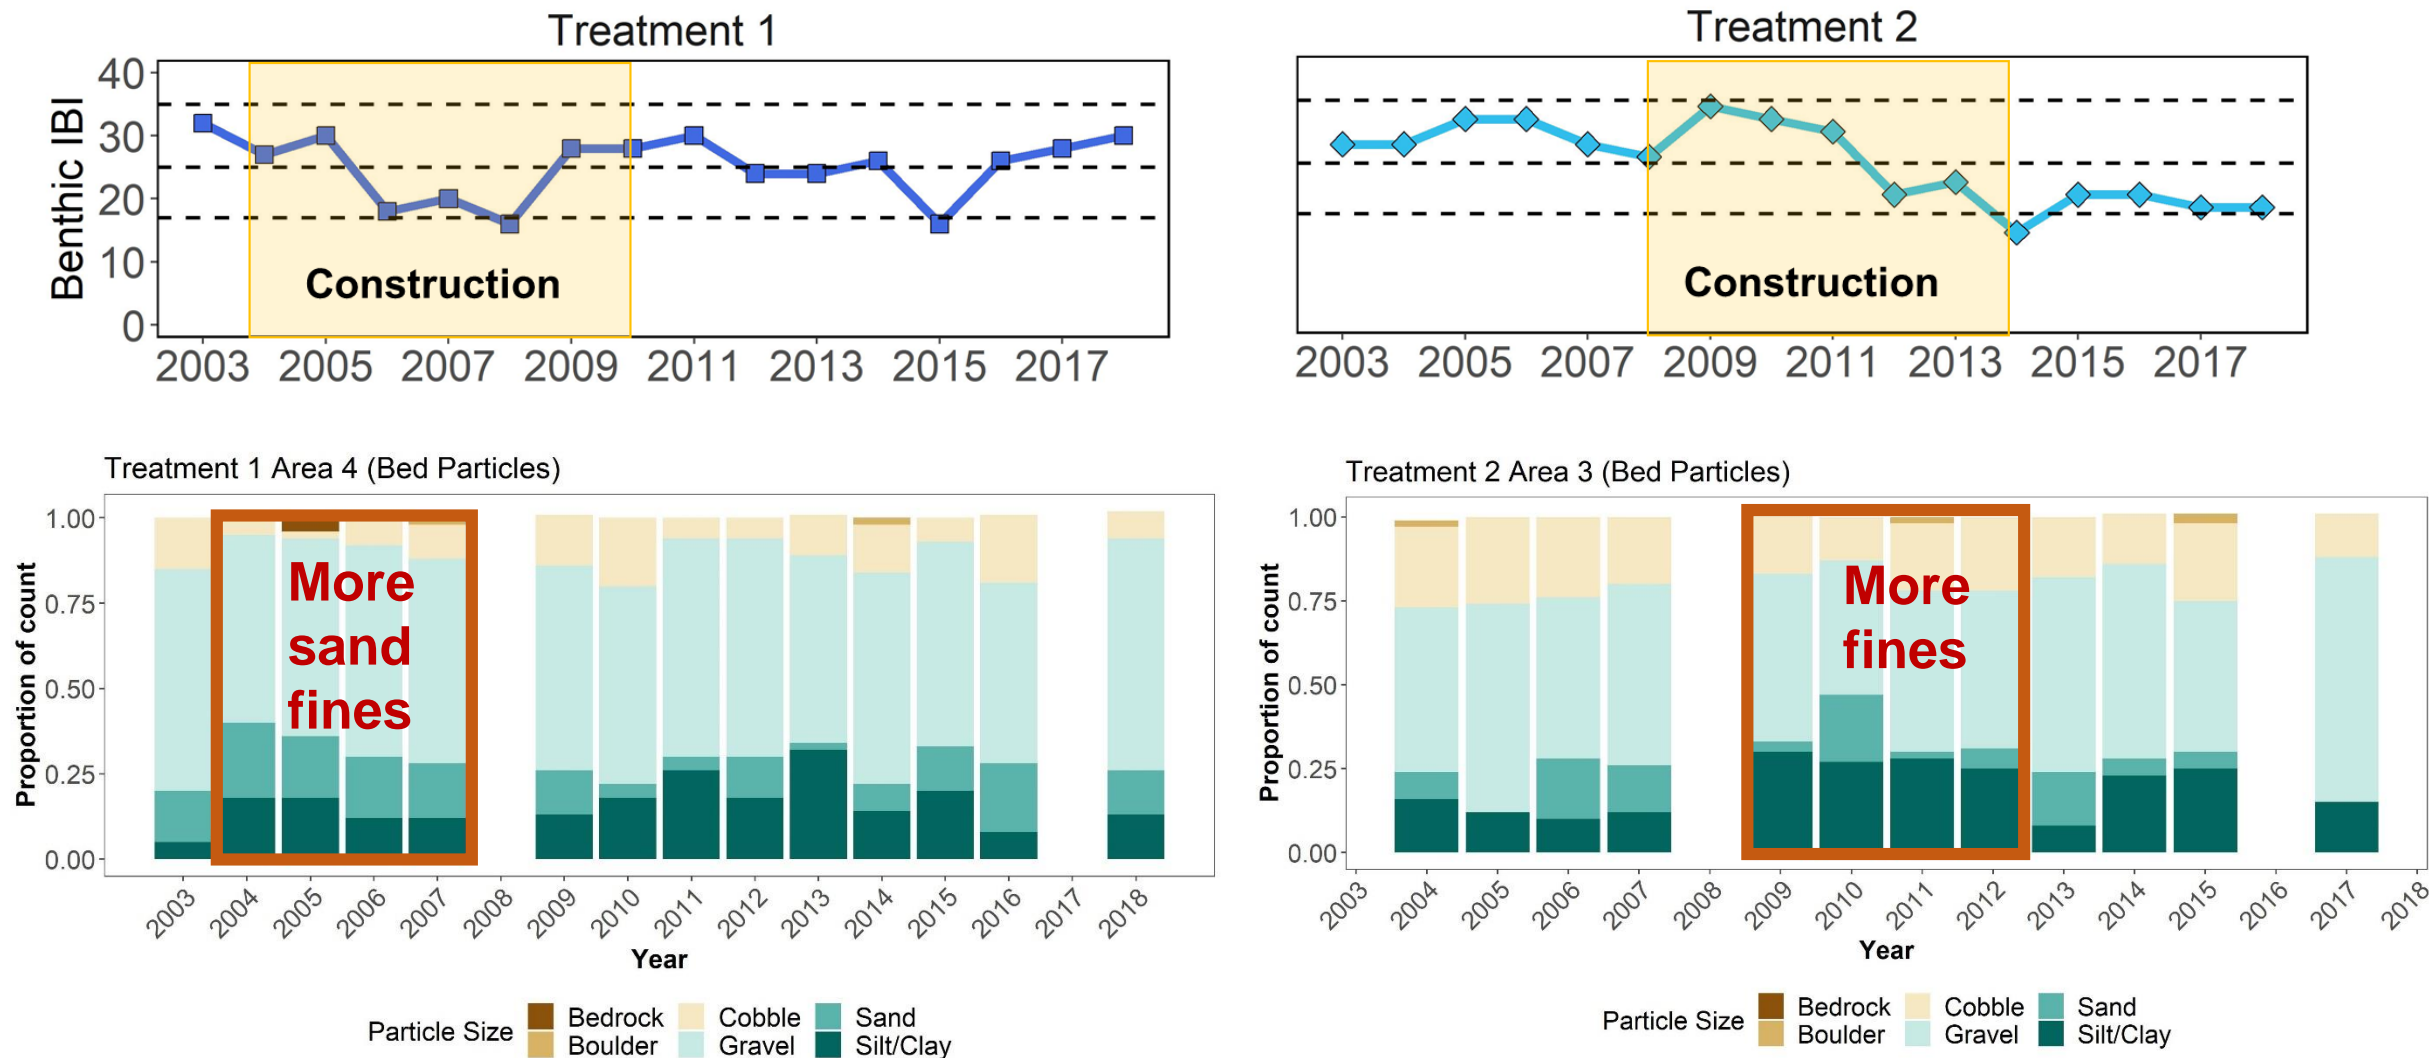 Treatment 1
Benthic IBI
40
30
20
10
0
Construction
2003 2005 2007 2009 2011 2013 2015 2017
Treatment 2
Construction
2003 2005 2007 2009 2011 2013 2015 2017
Treatment 1 Area 4 (Bed Particles)
Proportion of count
1.00
0.75
0.50
0.25
0.00
More
sand
fines
2003 2004 2005 2006 2007 2008 2009 2010 2011 2012 2013 2014 2015 2016 2017 2018
Year
Particle Size
Bedrock Cobble Sand
Boulder Gravel Silt/Clay
Treatment 2 Area 3 (Bed Particles)
Proportion of count
1.00
0.75
0.50
0.25
0.00
More
fines
2003 2004 2005 2006 2007 2008 2009 2010 2011 2012 2013 2014 2015 2016 2017 2018
Year
Particle Size
Bedrock Cobble Sand
Boulder Gravel Silt/Clay